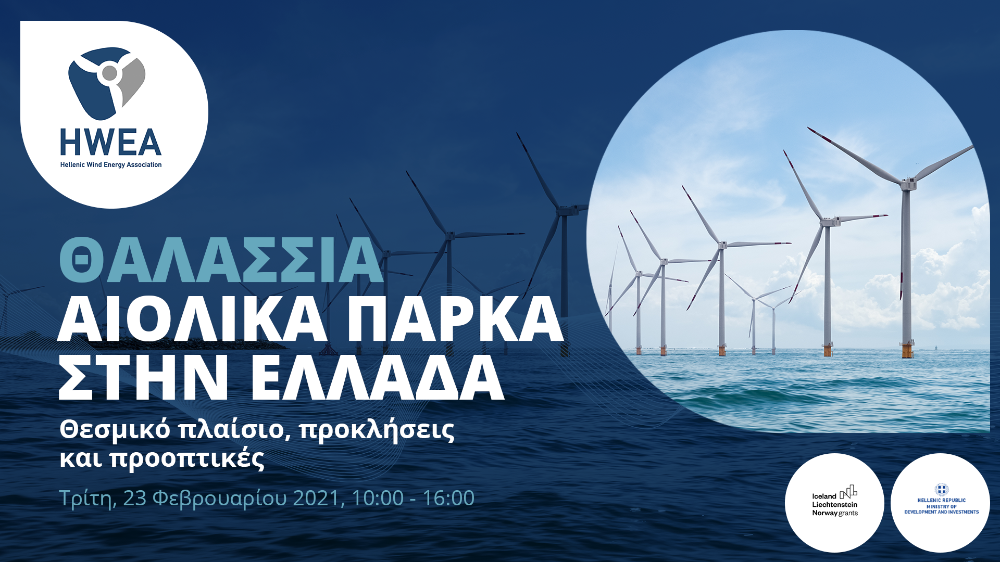 HWEA
Hellenic Wind Energy Association
ΘΑΛΑΣΣΙΑ
ΑΙΟΛΙΚΑ ΠΑΡΚΑ
ΣΤΗΝ ΕΛΛΑΔΑ
Θεσμικό πλαίσιο, προκλήσεις
και προοπτικές
Τρίτη, 23 Φεβρουαρίου 2021, 10:00 - 16:00
Iceland
Liechtenstein
Norway grants
HELLENIC REPUBLIC
MINISTRY OF
DEVELOPMENT AND INVESTMENTS